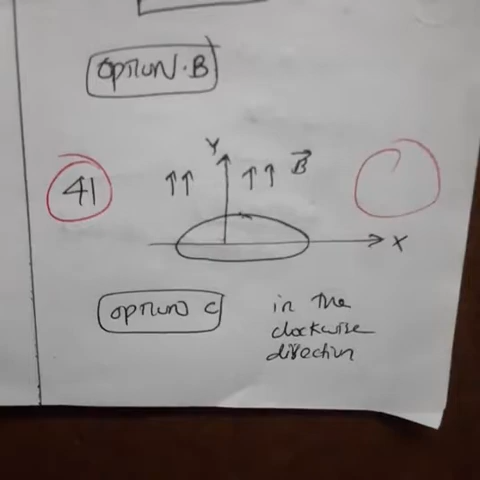 OPTION.B
41
Y
B
X
OPTION C
in the
clockwise
direction